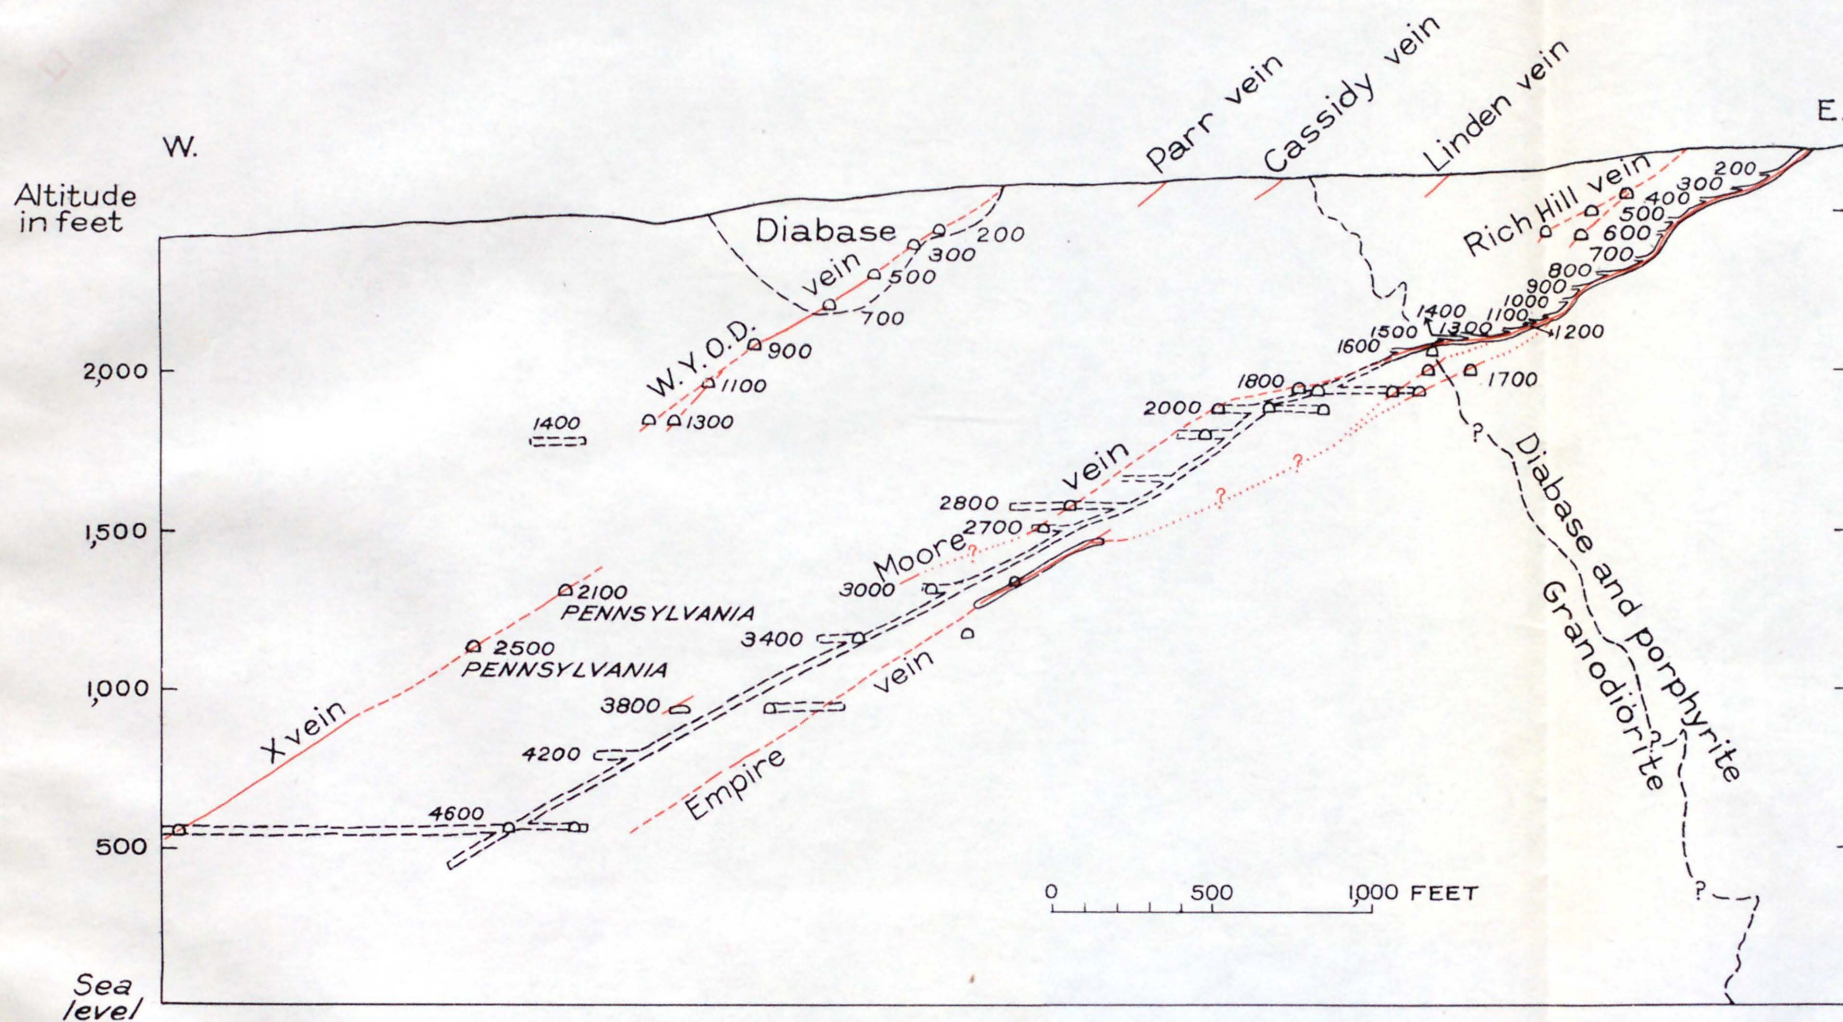 W.
E.
Altitude
in feet
2,000
1,500
1,000
500
Sea
level
Parr vein
Cassidy vein
Linden vein
Rich Hill vein
200
300
400
500
600
700
800
900
1000
1100
1200
1300
1400
1500
1600
1700
1800
2000
Diabase
W.Y.O.D. vein
200
300
500
700
900
1100
1300
1400
Moore vein
2800
2700
?
?
?
?
3000
3400
3800
4200
4600
2100
PENNSYLVANIA
2500
PENNSYLVANIA
X vein
Empire vein
Diabase and porphyrite
Granodiorite
?
?
0 500 1,000 FEET